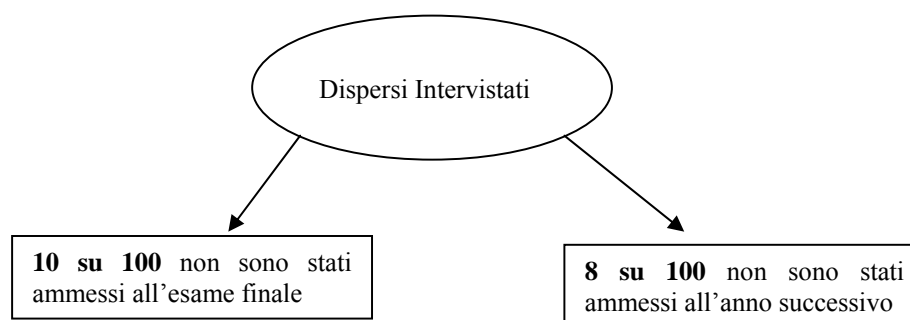 Dispersi Intervistati
10 su 100 non sono stati
ammessi all’esame finale
8 su 100 non sono stati
ammessi all’anno successivo